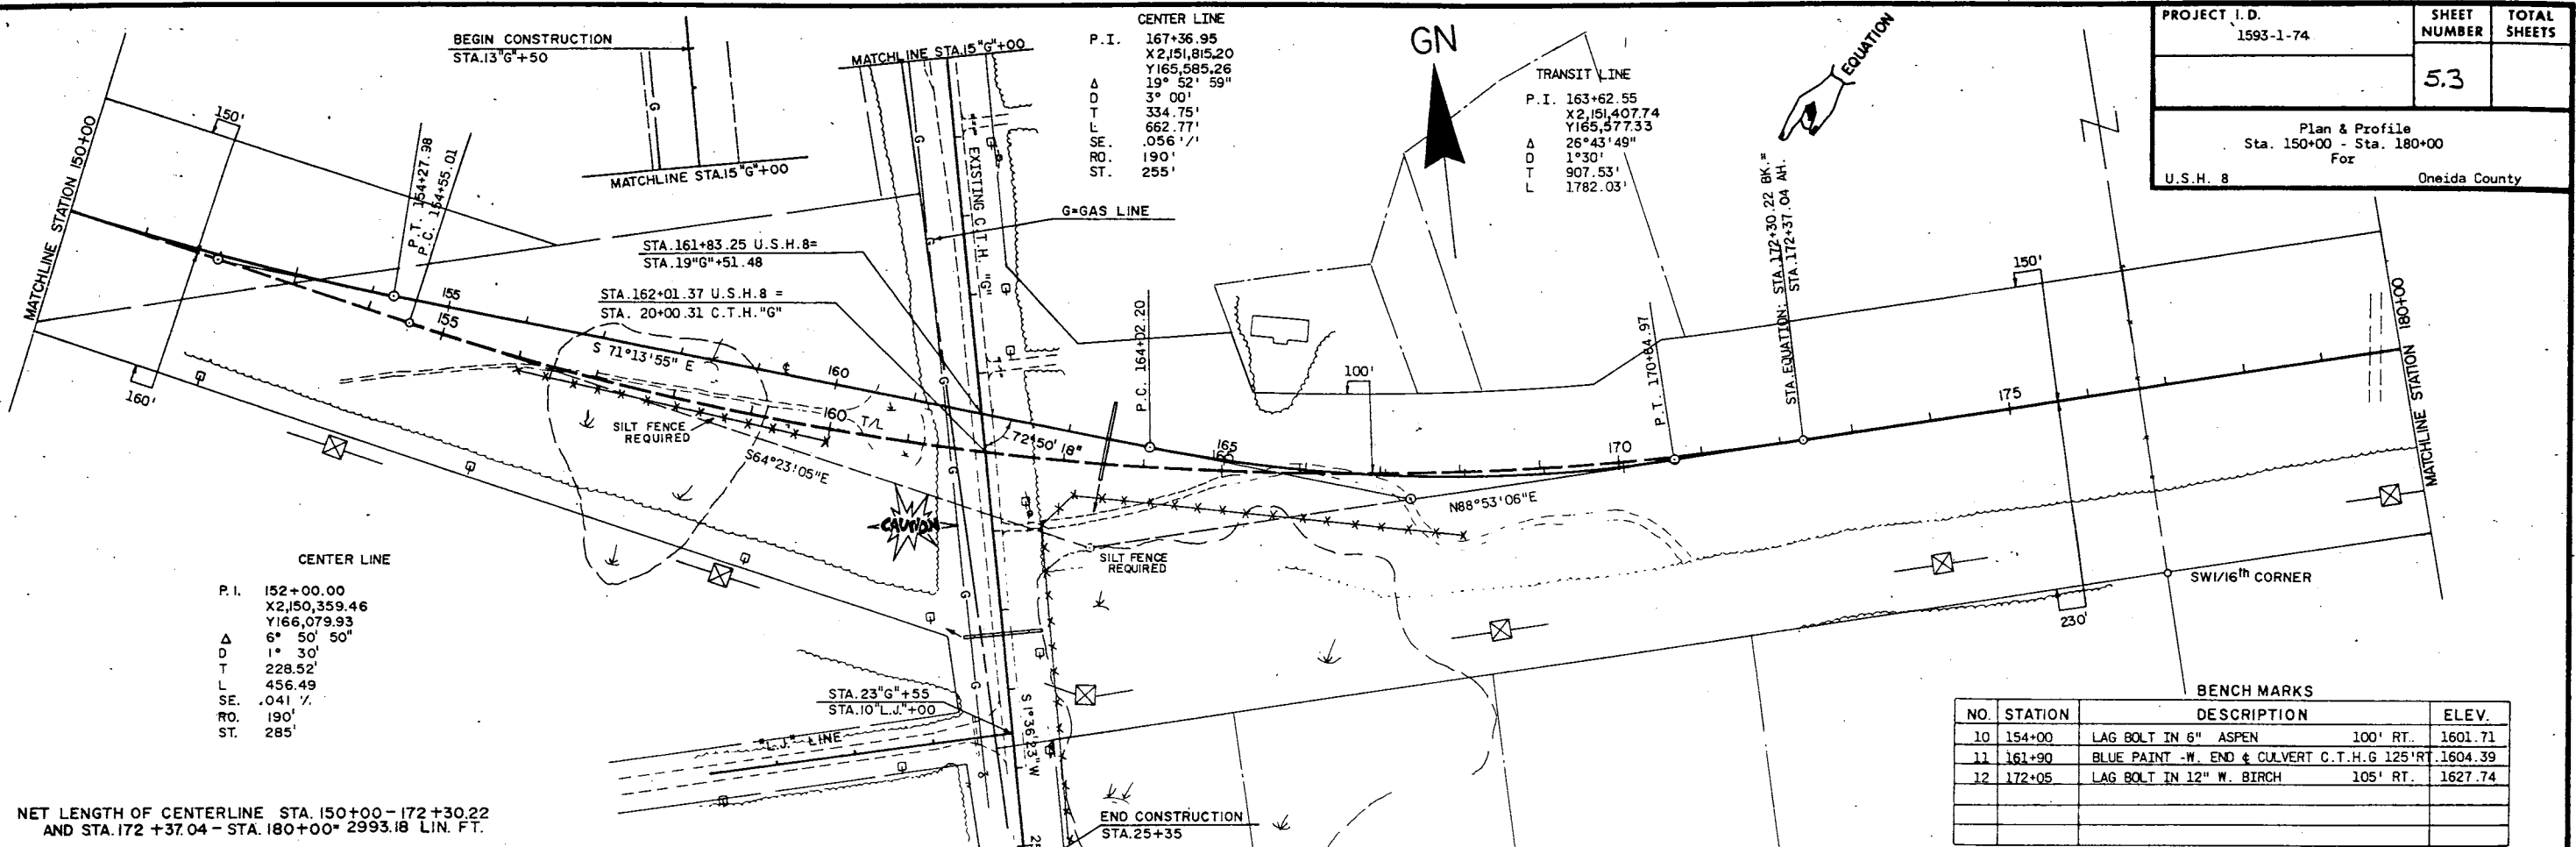 PROJECT I.D.
1593-1-74
SHEET NUMBER
5.3
TOTAL SHEETS
Plan & Profile
Sta. 150+00 - Sta. 180+00
For
U.S.H. 8 Oneida County
BEGIN CONSTRUCTION
STA.13"G"+50
G
MATCHLINE STA.15"G"+00
MATCHLINE STA.15"G"+00
CENTER LINE
P.I. 167+36.95
X2,151,815.20
Y165,585.26
Δ 19° 52' 59"
D 3° 00'
T 334.75'
L 662.77'
SE. .056'/'
RO. 190'
ST. 255'
GN
TRANSIT LINE
P.I. 163+62.55
X2,151,407.74
Y165,577.33
Δ 26°43'49"
D 1°30'
T 907.53'
L 1782.03'
EQUATION
STA.EQUATION: STA.172+30.22 BK.=
STA.172+37.04 AH.
MATCHLINE STATION 150+00
150'
P.T. 154+27.98
P.C. 154+55.01
160'
155
155
G=GAS LINE
EXISTING C.T.H. "G"
STA.161+83.25 U.S.H.8=
STA.19"G"+51.48
STA.162+01.37 U.S.H.8 =
STA. 20+00.31 C.T.H."G"
S 71°13'55" E
℄
160
160
T/L
SILT FENCE
REQUIRED
S64°23'05"E
72°50'18"
P.C. 164+02.20
165
165
100'
P.T. 170+64.97
170
175
150'
N88°53'06"E
MATCHLINE STATION 180+00
CAUTION
SILT FENCE
REQUIRED
SW1/16th CORNER
230'
CENTER LINE
P.I. 152+00.00
X2,150,359.46
Y166,079.93
Δ 6° 50' 50"
D 1° 30'
T 228.52'
L 456.49
SE. .041 '/.
RO. 190'
ST. 285'
STA.23"G"+55
STA.10"L.J."+00
"L.J." LINE
S 1°36'23"W
25
END CONSTRUCTION
STA.25+35
NET LENGTH OF CENTERLINE STA. 150+00-172+30.22
AND STA.172+37.04-STA.180+00= 2993.18 LIN. FT.
BENCH MARKS
NO. STATION DESCRIPTION ELEV.
10 154+00 LAG BOLT IN 6" ASPEN 100' RT. 1601.71
11 161+90 BLUE PAINT -W. END ℄ CULVERT C.T.H.G 125'RT. 1604.39
12 172+05 LAG BOLT IN 12" W. BIRCH 105' RT. 1627.74